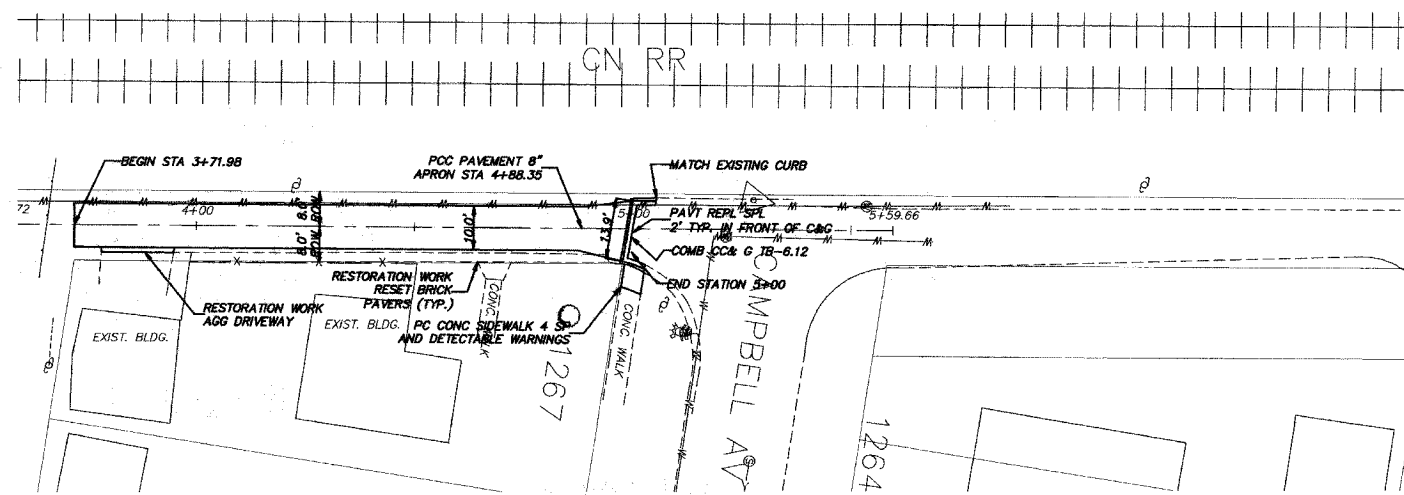 CN RR
BEGIN STA 3+71.98
PCC PAVEMENT 8"
APRON STA 4+88.35
MATCH EXISTING CURB
72
4+00
8.0' 8.0'
ROW ROW
10.0'
13.9'
5+00
PAVT REPL SPL
2' TYP. IN FRONT OF C&G
COMB CC& G TB-6.12
END STATION 5+00
5+59.66
RESTORATION WORK
AGG DRIVEWAY
RESTORATION WORK
RESET BRICK
PAVERS (TYP.)
EXIST. BLDG.
EXIST. BLDG.
PC CONC SIDEWALK 4 SP
AND DETECTABLE WARNINGS
CONC. WALK
CONC. WALK
1267
CAMPBELL AV
1264